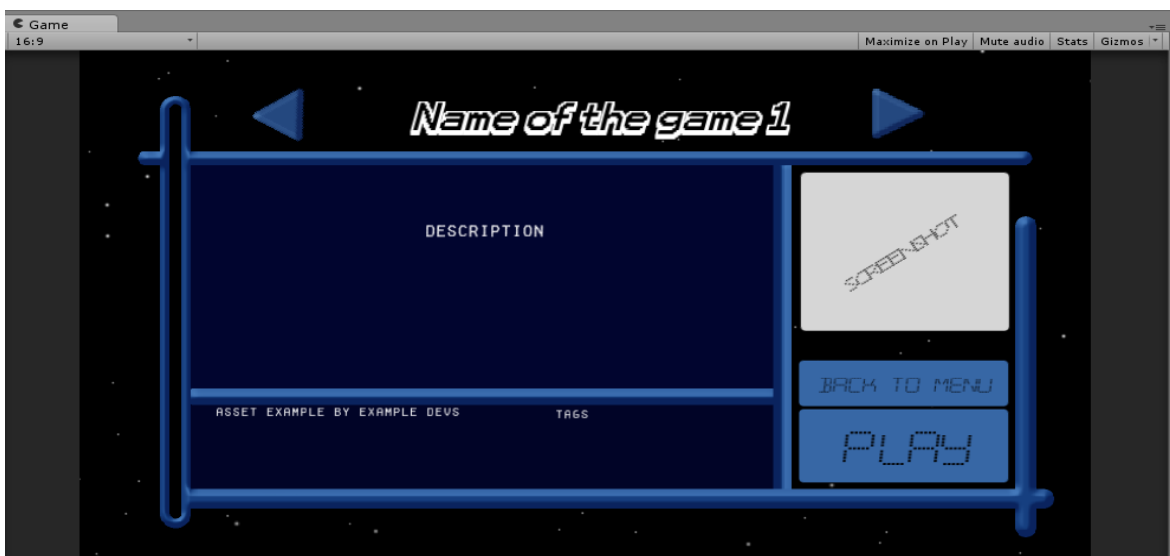 Game
16:9
Maximize on Play Mute audio Stats Gizmos
Name of the game 1
DESCRIPTION
SCREENSHOT
BACK TO MENU
ASSET EXAMPLE BY EXAMPLE DEVS
TAGS
PLAY